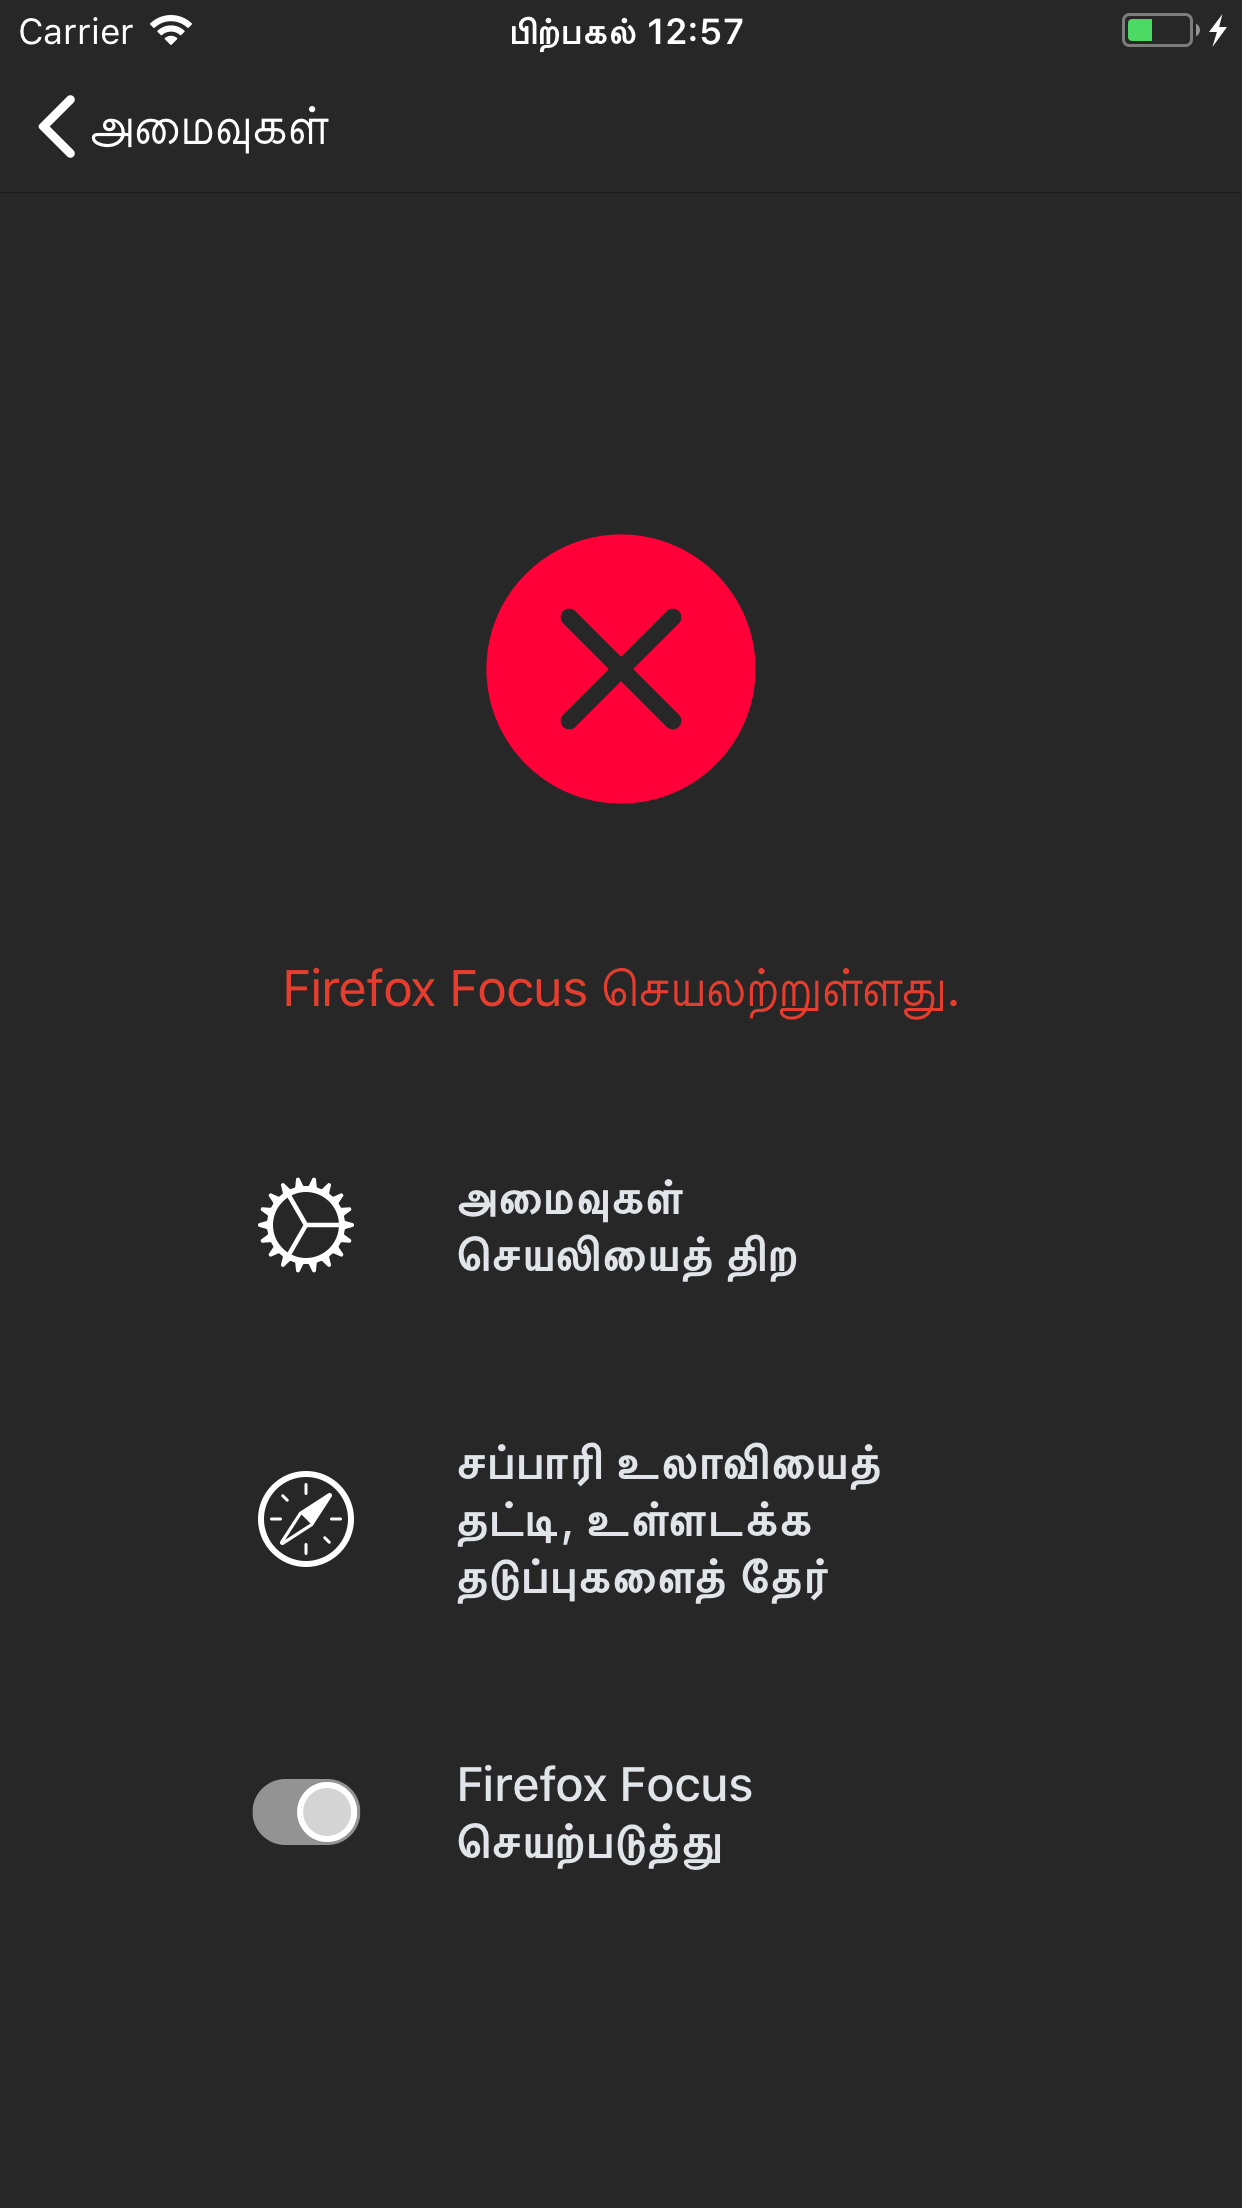 Carrier பிற்பகல் 12:57
அமைவுகள்
Firefox Focus செயலற்றுள்ளது.
அமைவுகள்
செயலியைத் திற
சப்பாரி உலாவியைத்
தட்டி, உள்ளடக்க
தடுப்புகளைத் தேர்
Firefox Focus
செயற்படுத்து